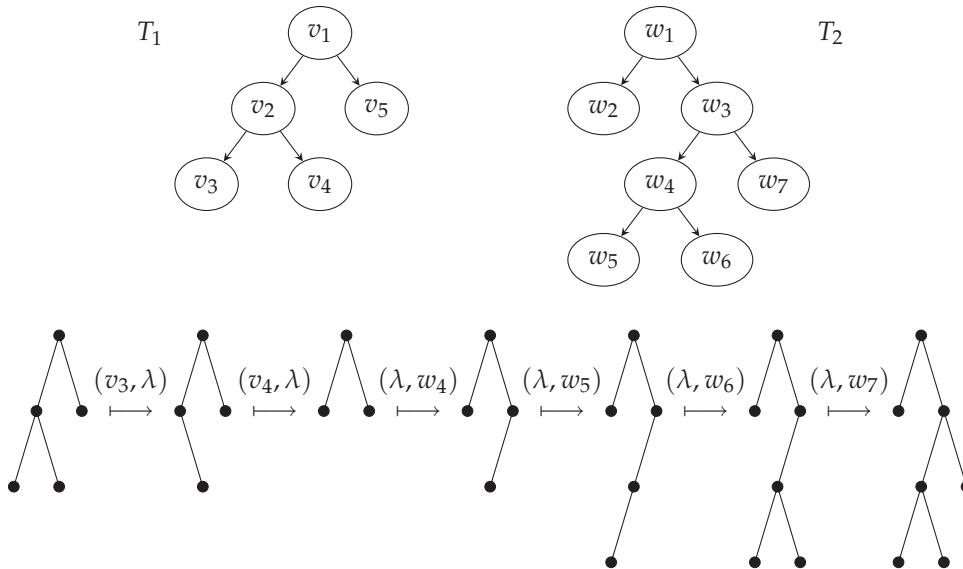 T₁ v₁ w₁ T₂
v₂ v₅ w₂ w₃
v₃ v₄ w₄ w₇
w₅ w₆
(v₃, λ) (v₄, λ) (λ, w₄) (λ, w₅) (λ, w₆) (λ, w₇)